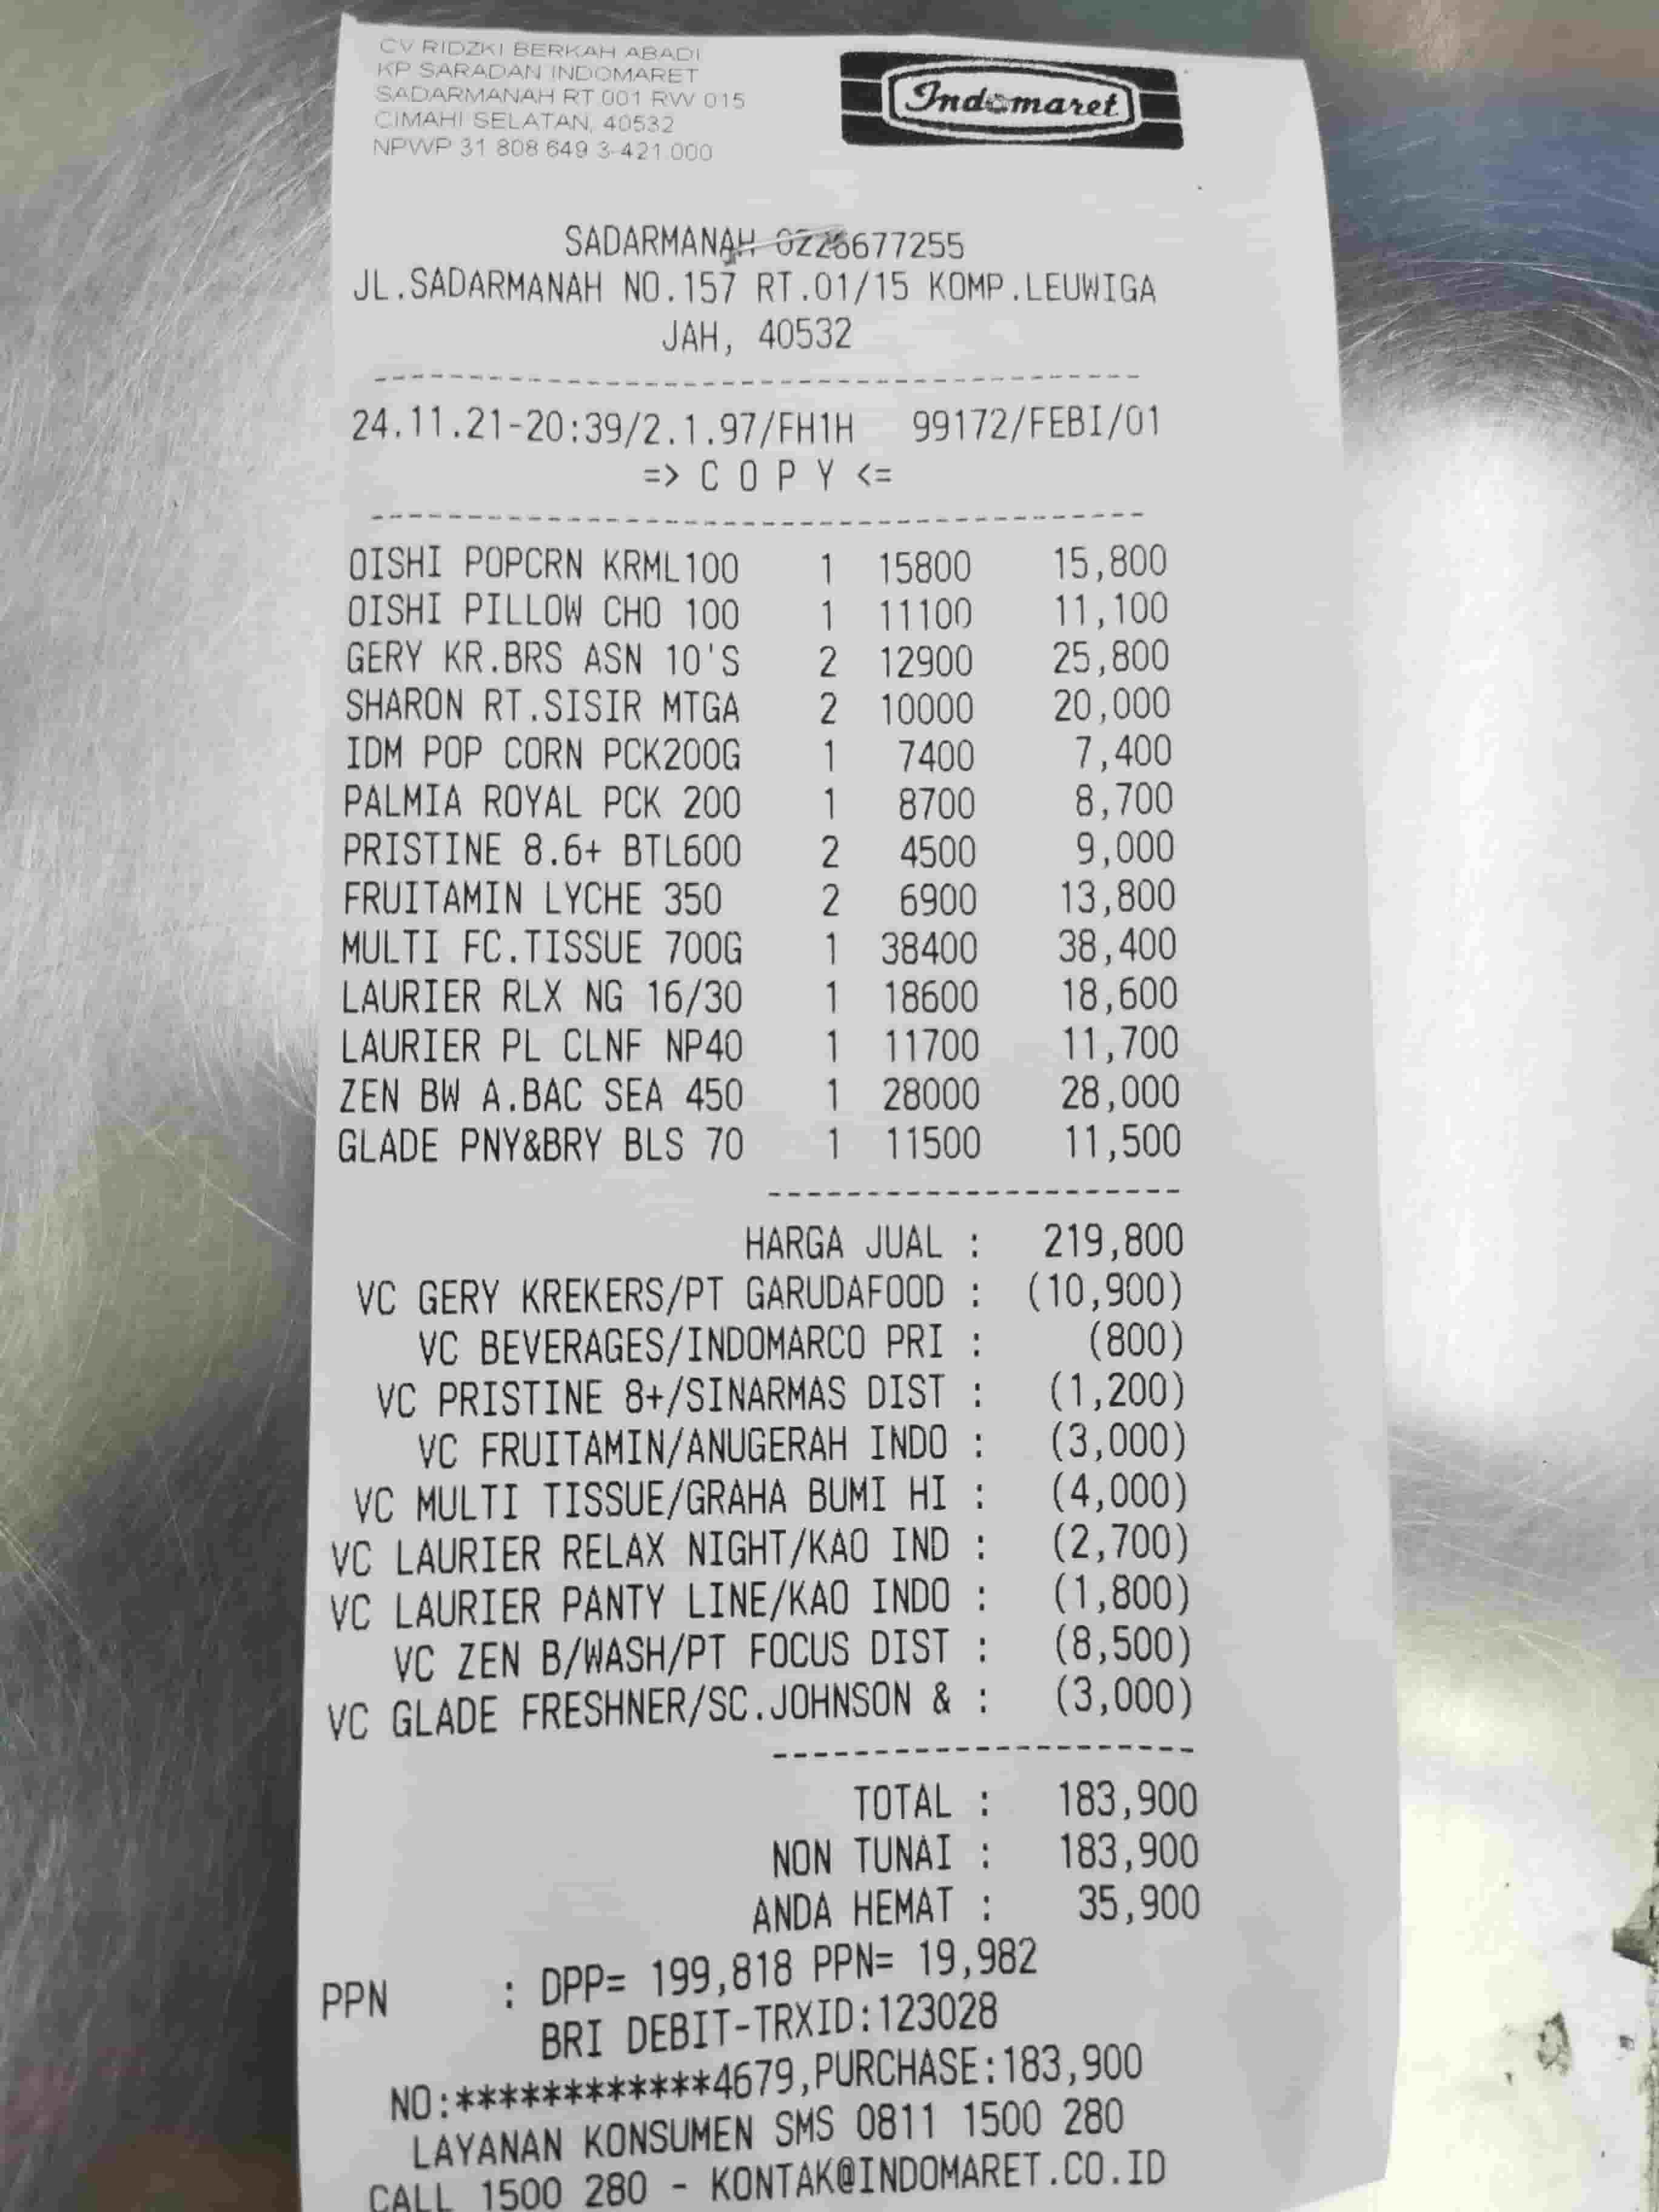 CV RIDZKI BERKAH ABADI
KP SARADAN INDOMARET
SADARMANAH RT 001 RW 015
CIMAHI SELATAN, 40532
NPWP 31 808 649 3-421.000
Indomaret
SADARMANAH 0226677255
JL.SADARMANAH NO.157 RT.01/15 KOMP.LEUWIGA
JAH, 40532
24.11.21-20:39/2.1.97/FH1H 99172/FEBI/01
=> C O P Y <=
OISHI POPCRN KRML100 1 15800 15,800
OISHI PILLOW CHO 100 1 11100 11,100
GERY KR.BRS ASN 10'S 2 12900 25,800
SHARON RT.SISIR MTGA 2 10000 20,000
IDM POP CORN PCK200G 1 7400 7,400
PALMIA ROYAL PCK 200 1 8700 8,700
PRISTINE 8.6+ BTL600 2 4500 9,000
FRUITAMIN LYCHE 350 2 6900 13,800
MULTI FC.TISSUE 700G 1 38400 38,400
LAURIER RLX NG 16/30 1 18600 18,600
LAURIER PL CLNF NP40 1 11700 11,700
ZEN BW A.BAC SEA 450 1 28000 28,000
GLADE PNY&BRY BLS 70 1 11500 11,500
HARGA JUAL : 219,800
VC GERY KREKERS/PT GARUDAFOOD : (10,900)
VC BEVERAGES/INDOMARCO PRI : (800)
VC PRISTINE 8+/SINARMAS DIST : (1,200)
VC FRUITAMIN/ANUGERAH INDO : (3,000)
VC MULTI TISSUE/GRAHA BUMI HI : (4,000)
VC LAURIER RELAX NIGHT/KAO IND : (2,700)
VC LAURIER PANTY LINE/KAO INDO : (1,800)
VC ZEN B/WASH/PT FOCUS DIST : (8,500)
VC GLADE FRESHNER/SC.JOHNSON & : (3,000)
TOTAL : 183,900
NON TUNAI : 183,900
ANDA HEMAT : 35,900
PPN : DPP= 199,818 PPN= 19,982
BRI DEBIT-TRXID:123028
NO:************4679,PURCHASE:183,900
LAYANAN KONSUMEN SMS 0811 1500 280
CALL 1500 280 - KONTAK@INDOMARET.CO.ID